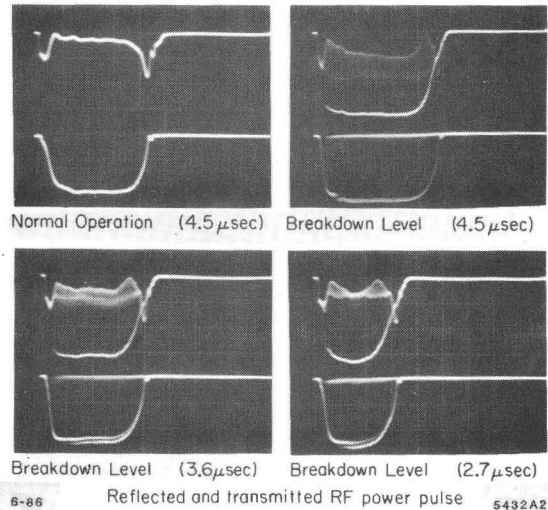 Normal Operation (4.5 μsec)
Breakdown Level (4.5 μsec)
Breakdown Level (3.6 μsec)
Breakdown Level (2.7 μsec)
6-86
Reflected and transmitted RF power pulse
5432A2